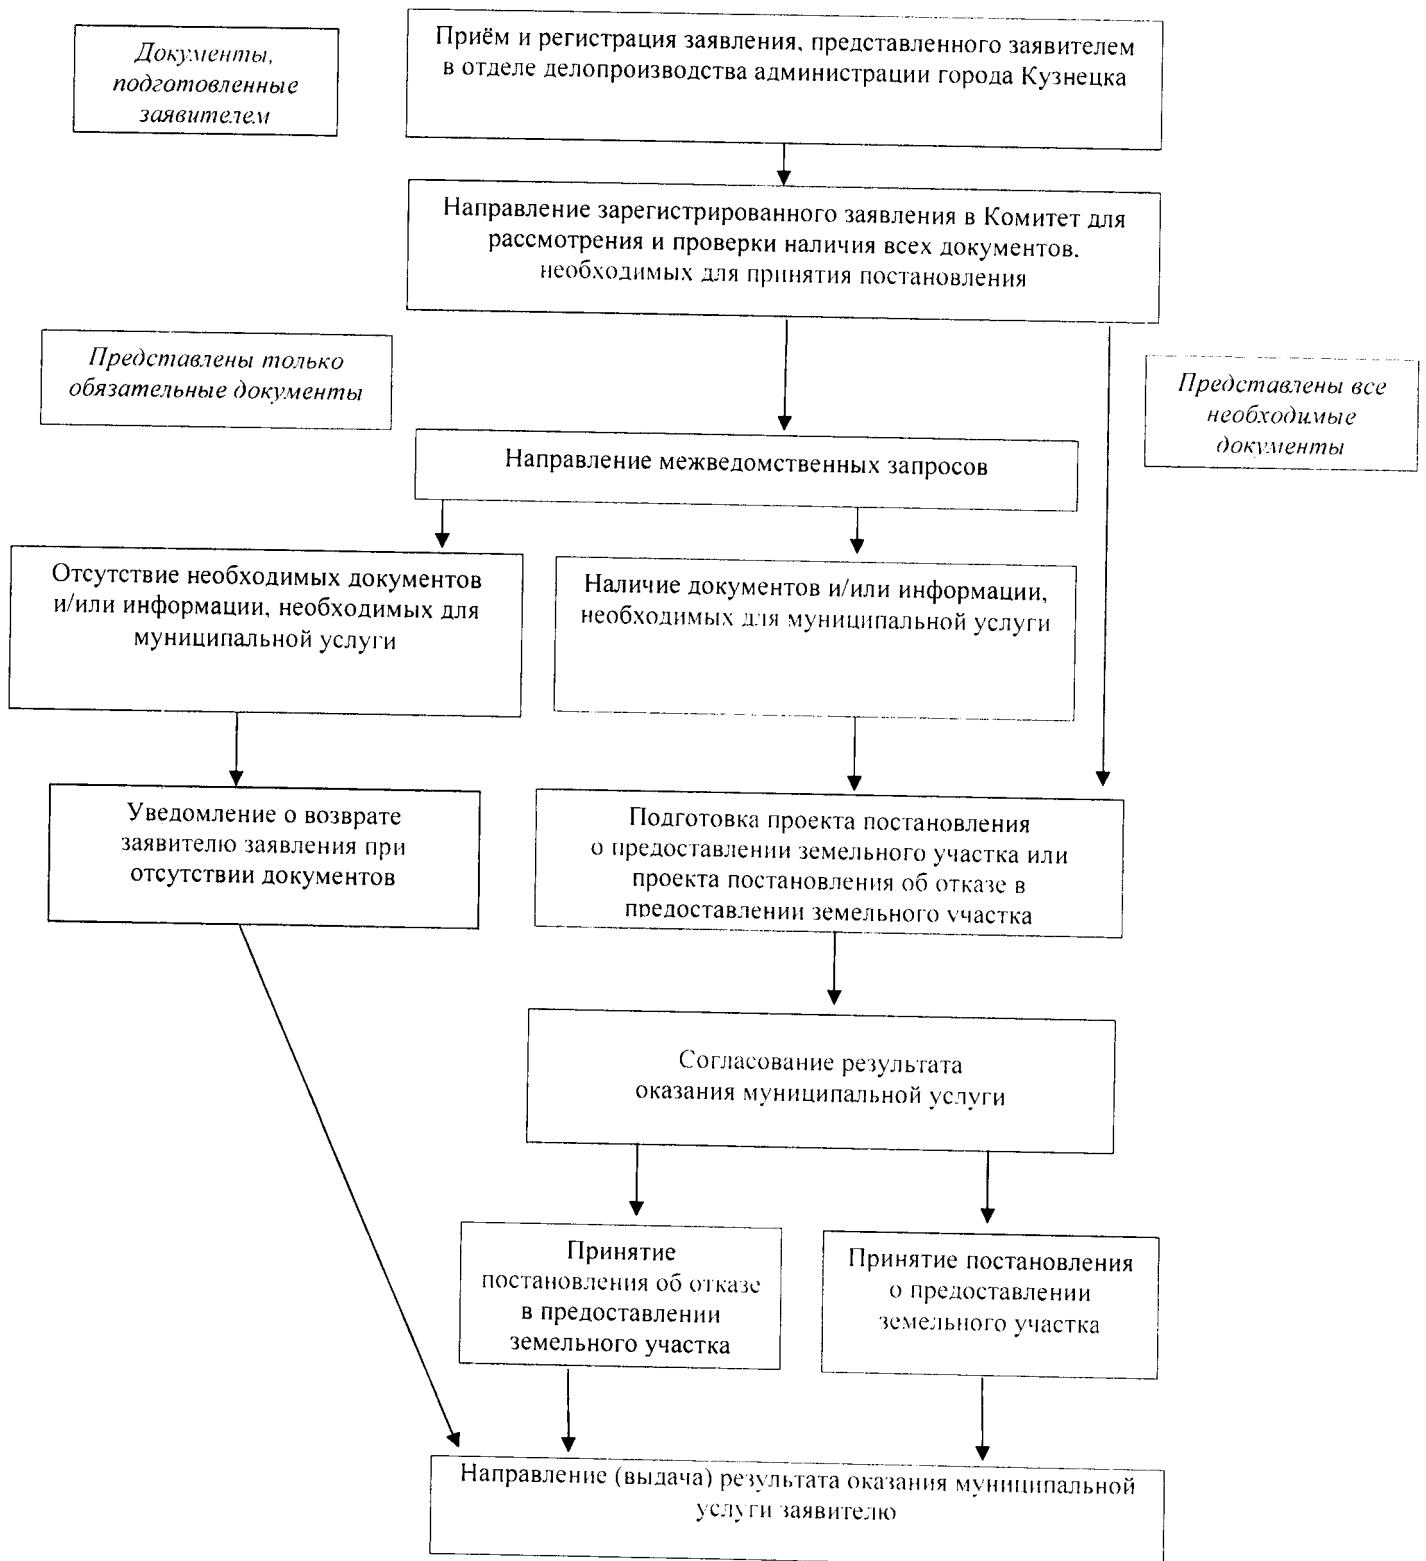 Документы,
подготовленные
заявителем
Приём и регистрация заявления, представленного заявителем
в отделе делопроизводства администрации города Кузнецка
Направление зарегистрированного заявления в Комитет для
рассмотрения и проверки наличия всех документов,
необходимых для принятия постановления
Представлены только
обязательные документы
Представлены все
необходимые
документы
Направление межведомственных запросов
Отсутствие необходимых документов
и/или информации, необходимых для
муниципальной услуги
Наличие документов и/или информации,
необходимых для муниципальной услуги
Уведомление о возврате
заявителю заявления при
отсутствии документов
Подготовка проекта постановления
о предоставлении земельного участка или
проекта постановления об отказе в
предоставлении земельного участка
Согласование результата
оказания муниципальной услуги
Принятие
постановления об отказе
в предоставлении
земельного участка
Принятие постановления
о предоставлении
земельного участка
Направление (выдача) результата оказания муниципальной
услуги заявителю